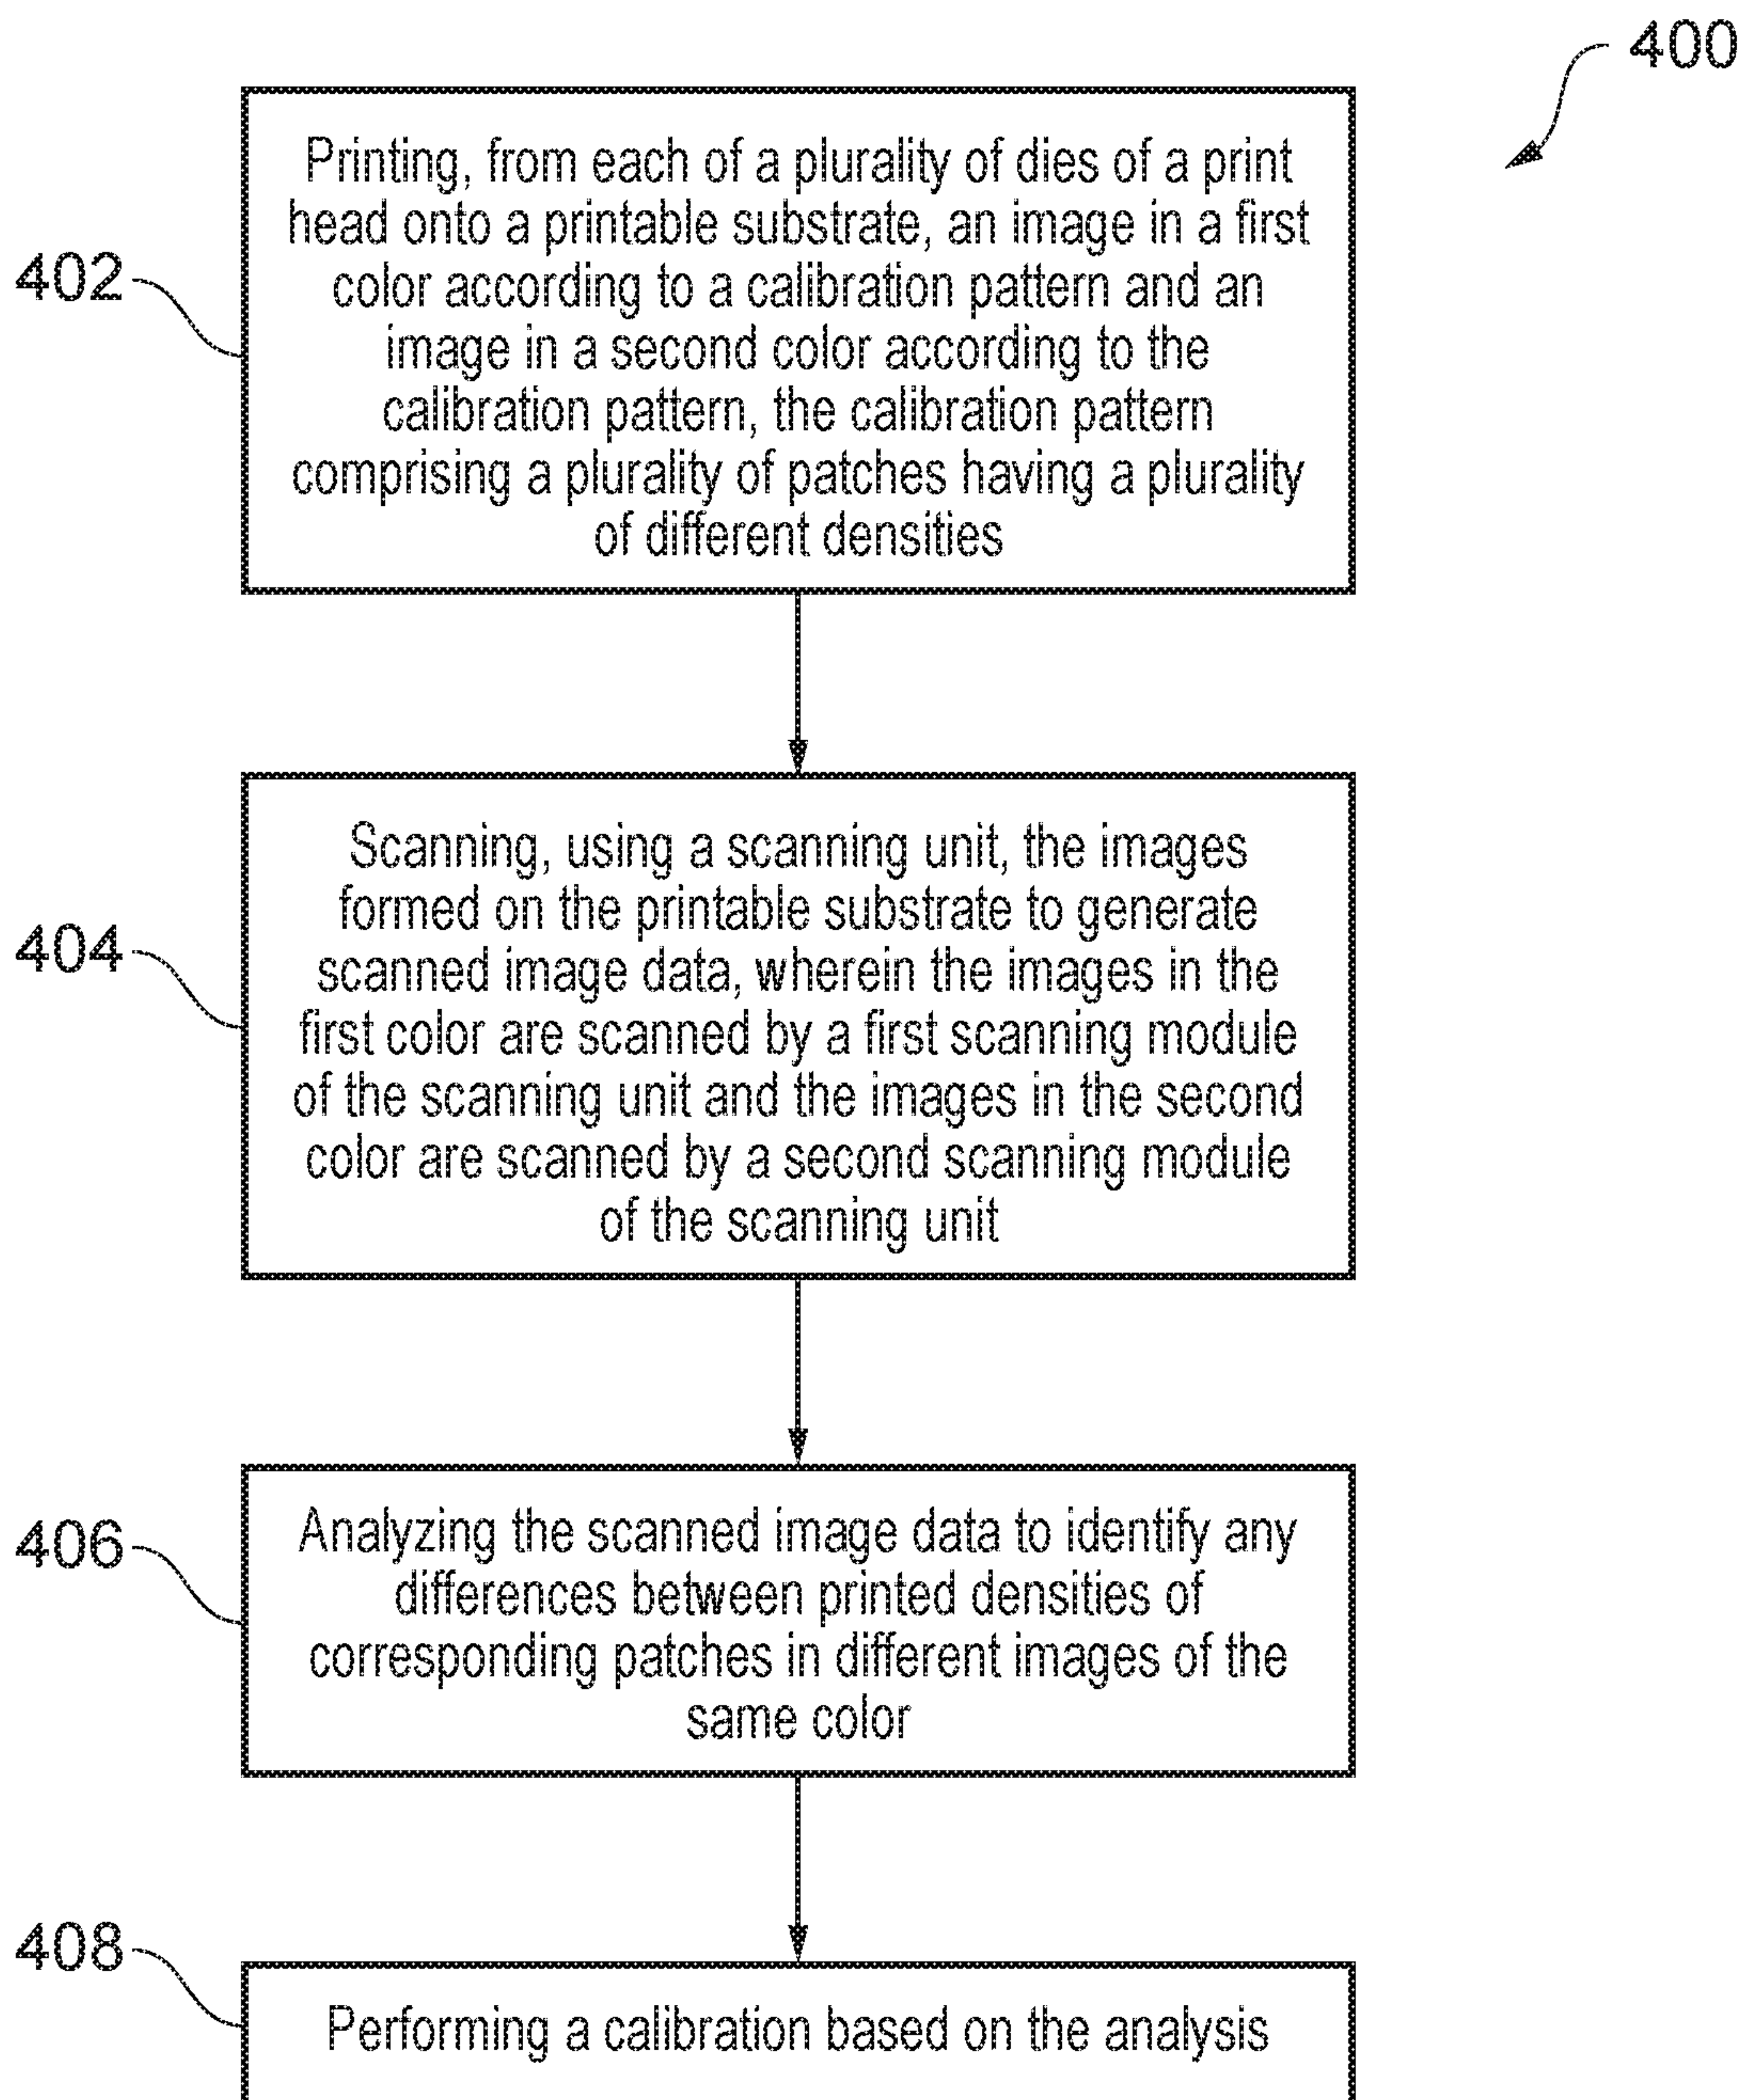 400
402
Printing, from each of a plurality of dies of a print
head onto a printable substrate, an image in a first
color according to a calibration pattern and an
image in a second color according to the
calibration pattern, the calibration pattern
comprising a plurality of patches having a plurality
of different densities
404
Scanning, using a scanning unit, the images
formed on the printable substrate to generate
scanned image data, wherein the images in the
first color are scanned by a first scanning module
of the scanning unit and the images in the second
color are scanned by a second scanning module
of the scanning unit
406
Analyzing the scanned image data to identify any
differences between printed densities of
corresponding patches in different images of the
same color
408
Performing a calibration based on the analysis